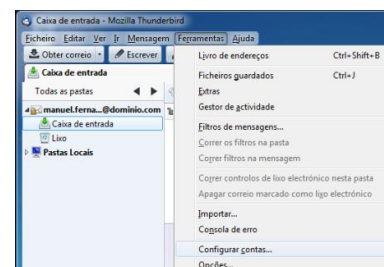 Caixa de entrada - Mozilla Thunderbird
Ficheiro Editar Ver Ir Mensagem Ferramentas Ajuda
Obter correio Escrever
Caixa de entrada
Todas as pastas
manuel.ferna...@dominio.com
Caixa de entrada
Lixo
Pastas Locais
Livro de endereços Ctrl+Shift+B
Ficheiros guardados Ctrl+J
Extras
Gestor de actividade
Filtros de mensagens...
Correr os filtros na pasta
Correr filtros na mensagem
Correr controlos de lixo electrónico nesta pasta
Apagar correio marcado como lixo electrónico
Importar...
Consola de erro
Configurar contas...
Opções...